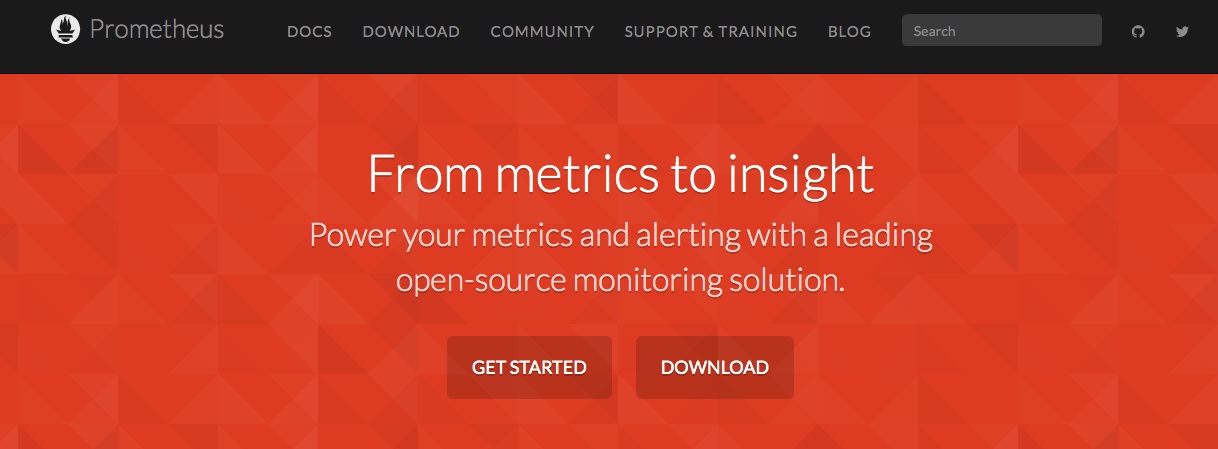 Prometheus
DOCS
DOWNLOAD
COMMUNITY
SUPPORT & TRAINING
BLOG
Search
From metrics to insight
Power your metrics and alerting with a leading
open-source monitoring solution.
GET STARTED
DOWNLOAD